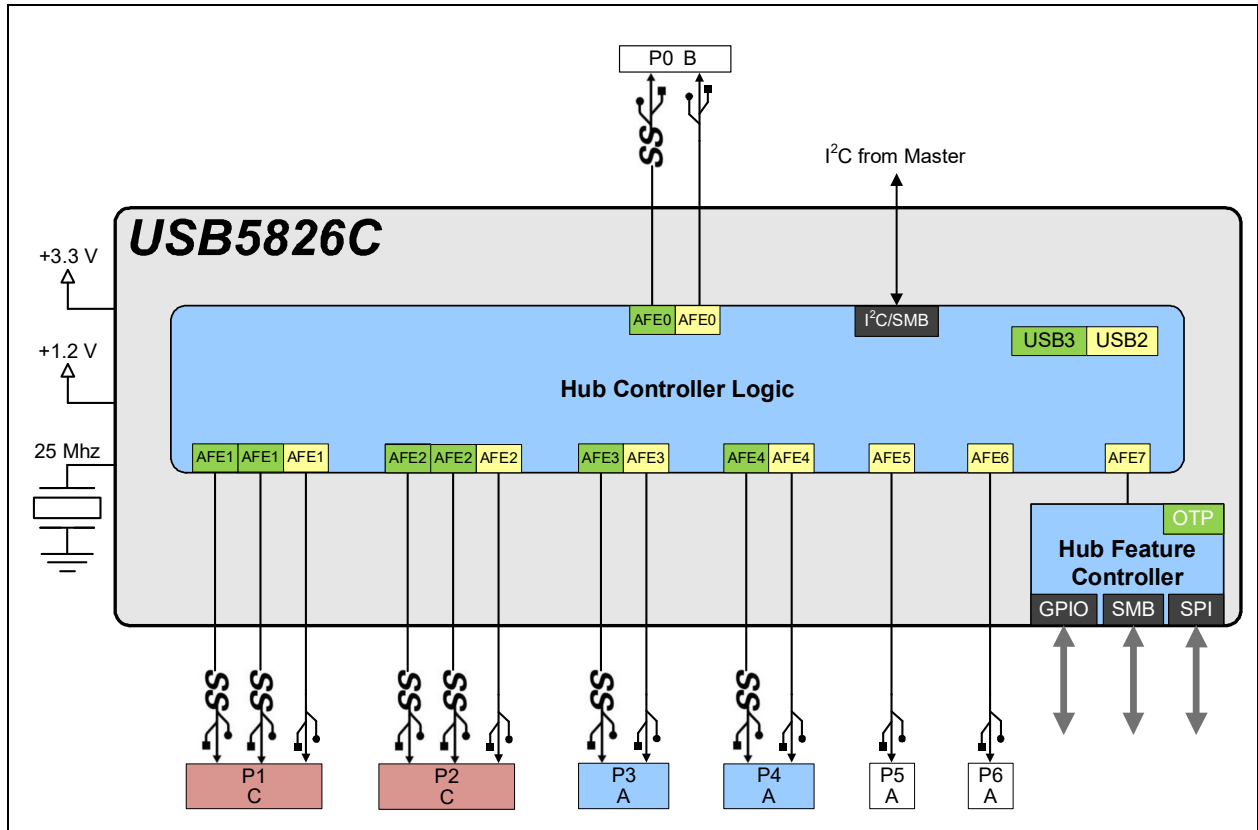 P0 B
SS
I²C from Master
USB5826C
+3.3 V
AFE0 AFE0
I²C/SMB
USB3 USB2
+1.2 V
Hub Controller Logic
25 Mhz
AFE1 AFE1 AFE1
AFE2 AFE2 AFE2
AFE3 AFE3
AFE4 AFE4
AFE5
AFE6
AFE7
OTP
Hub Feature
Controller
GPIO SMB SPI
SS SS SS SS SS SS
P1
C
P2
C
P3
A
P4
A
P5
A
P6
A